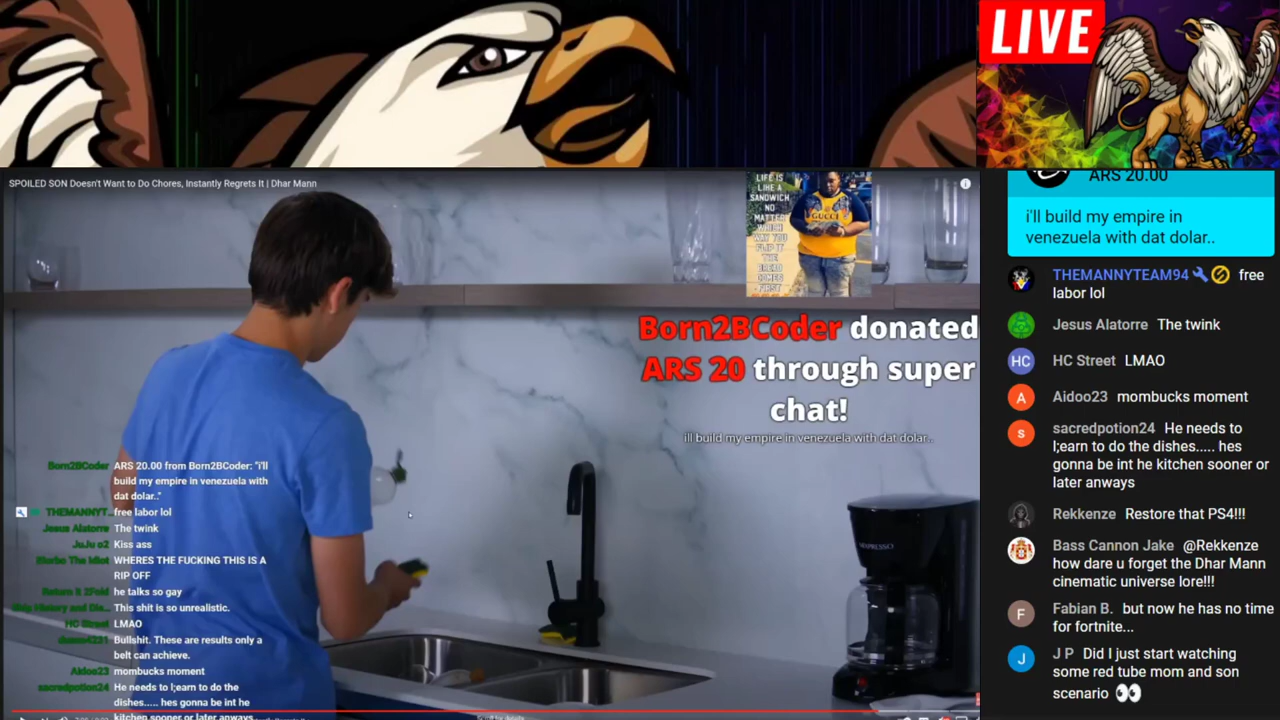 LIVE
SPOILED SON Doesn't Want to Do Chores, Instantly Regrets It | Dhar Mann
LIFE IS
LIKE A
SANDWICH
NO
MATTER
WHICH
WAY YOU
FLIP IT
THE
BREAD
COMES
FIRST
GUCCI
Born2BCoder donated
ARS 20 through super
chat!
ill build my empire in venezuela with dat dolar..
NESPRESSO
Born2BCoder ARS 20.00 from Born2BCoder: "i'll
build my empire in venezuela with
dat dolar.."
THEMANNYT... free labor lol
Jesus Alatorre The twink
JuJu o2 Kiss ass
WHERES THE FUCKING THIS IS A
RIP OFF
Return It 2Fold he talks so gay
This shit is so unrealistic.
HC Street LMAO
Bullshit. These are results only a
belt can achieve.
Aidoo23 mombucks moment
sacredpotion24 He needs to l;earn to do the
dishes..... hes gonna be int he
kitchen sooner or later anways
ARS 20.00
i'll build my empire in
venezuela with dat dolar..
THEMANNYTEAM94 free
labor lol
Jesus Alatorre The twink
HC HC Street LMAO
A Aidoo23 mombucks moment
s sacredpotion24 He needs to
l;earn to do the dishes..... hes
gonna be int he kitchen sooner or
later anways
Rekkenze Restore that PS4!!!
Bass Cannon Jake @Rekkenze
how dare u forget the Dhar Mann
cinematic universe lore!!!
F Fabian B. but now he has no time
for fortnite...
J J P Did I just start watching
some red tube mom and son
scenario